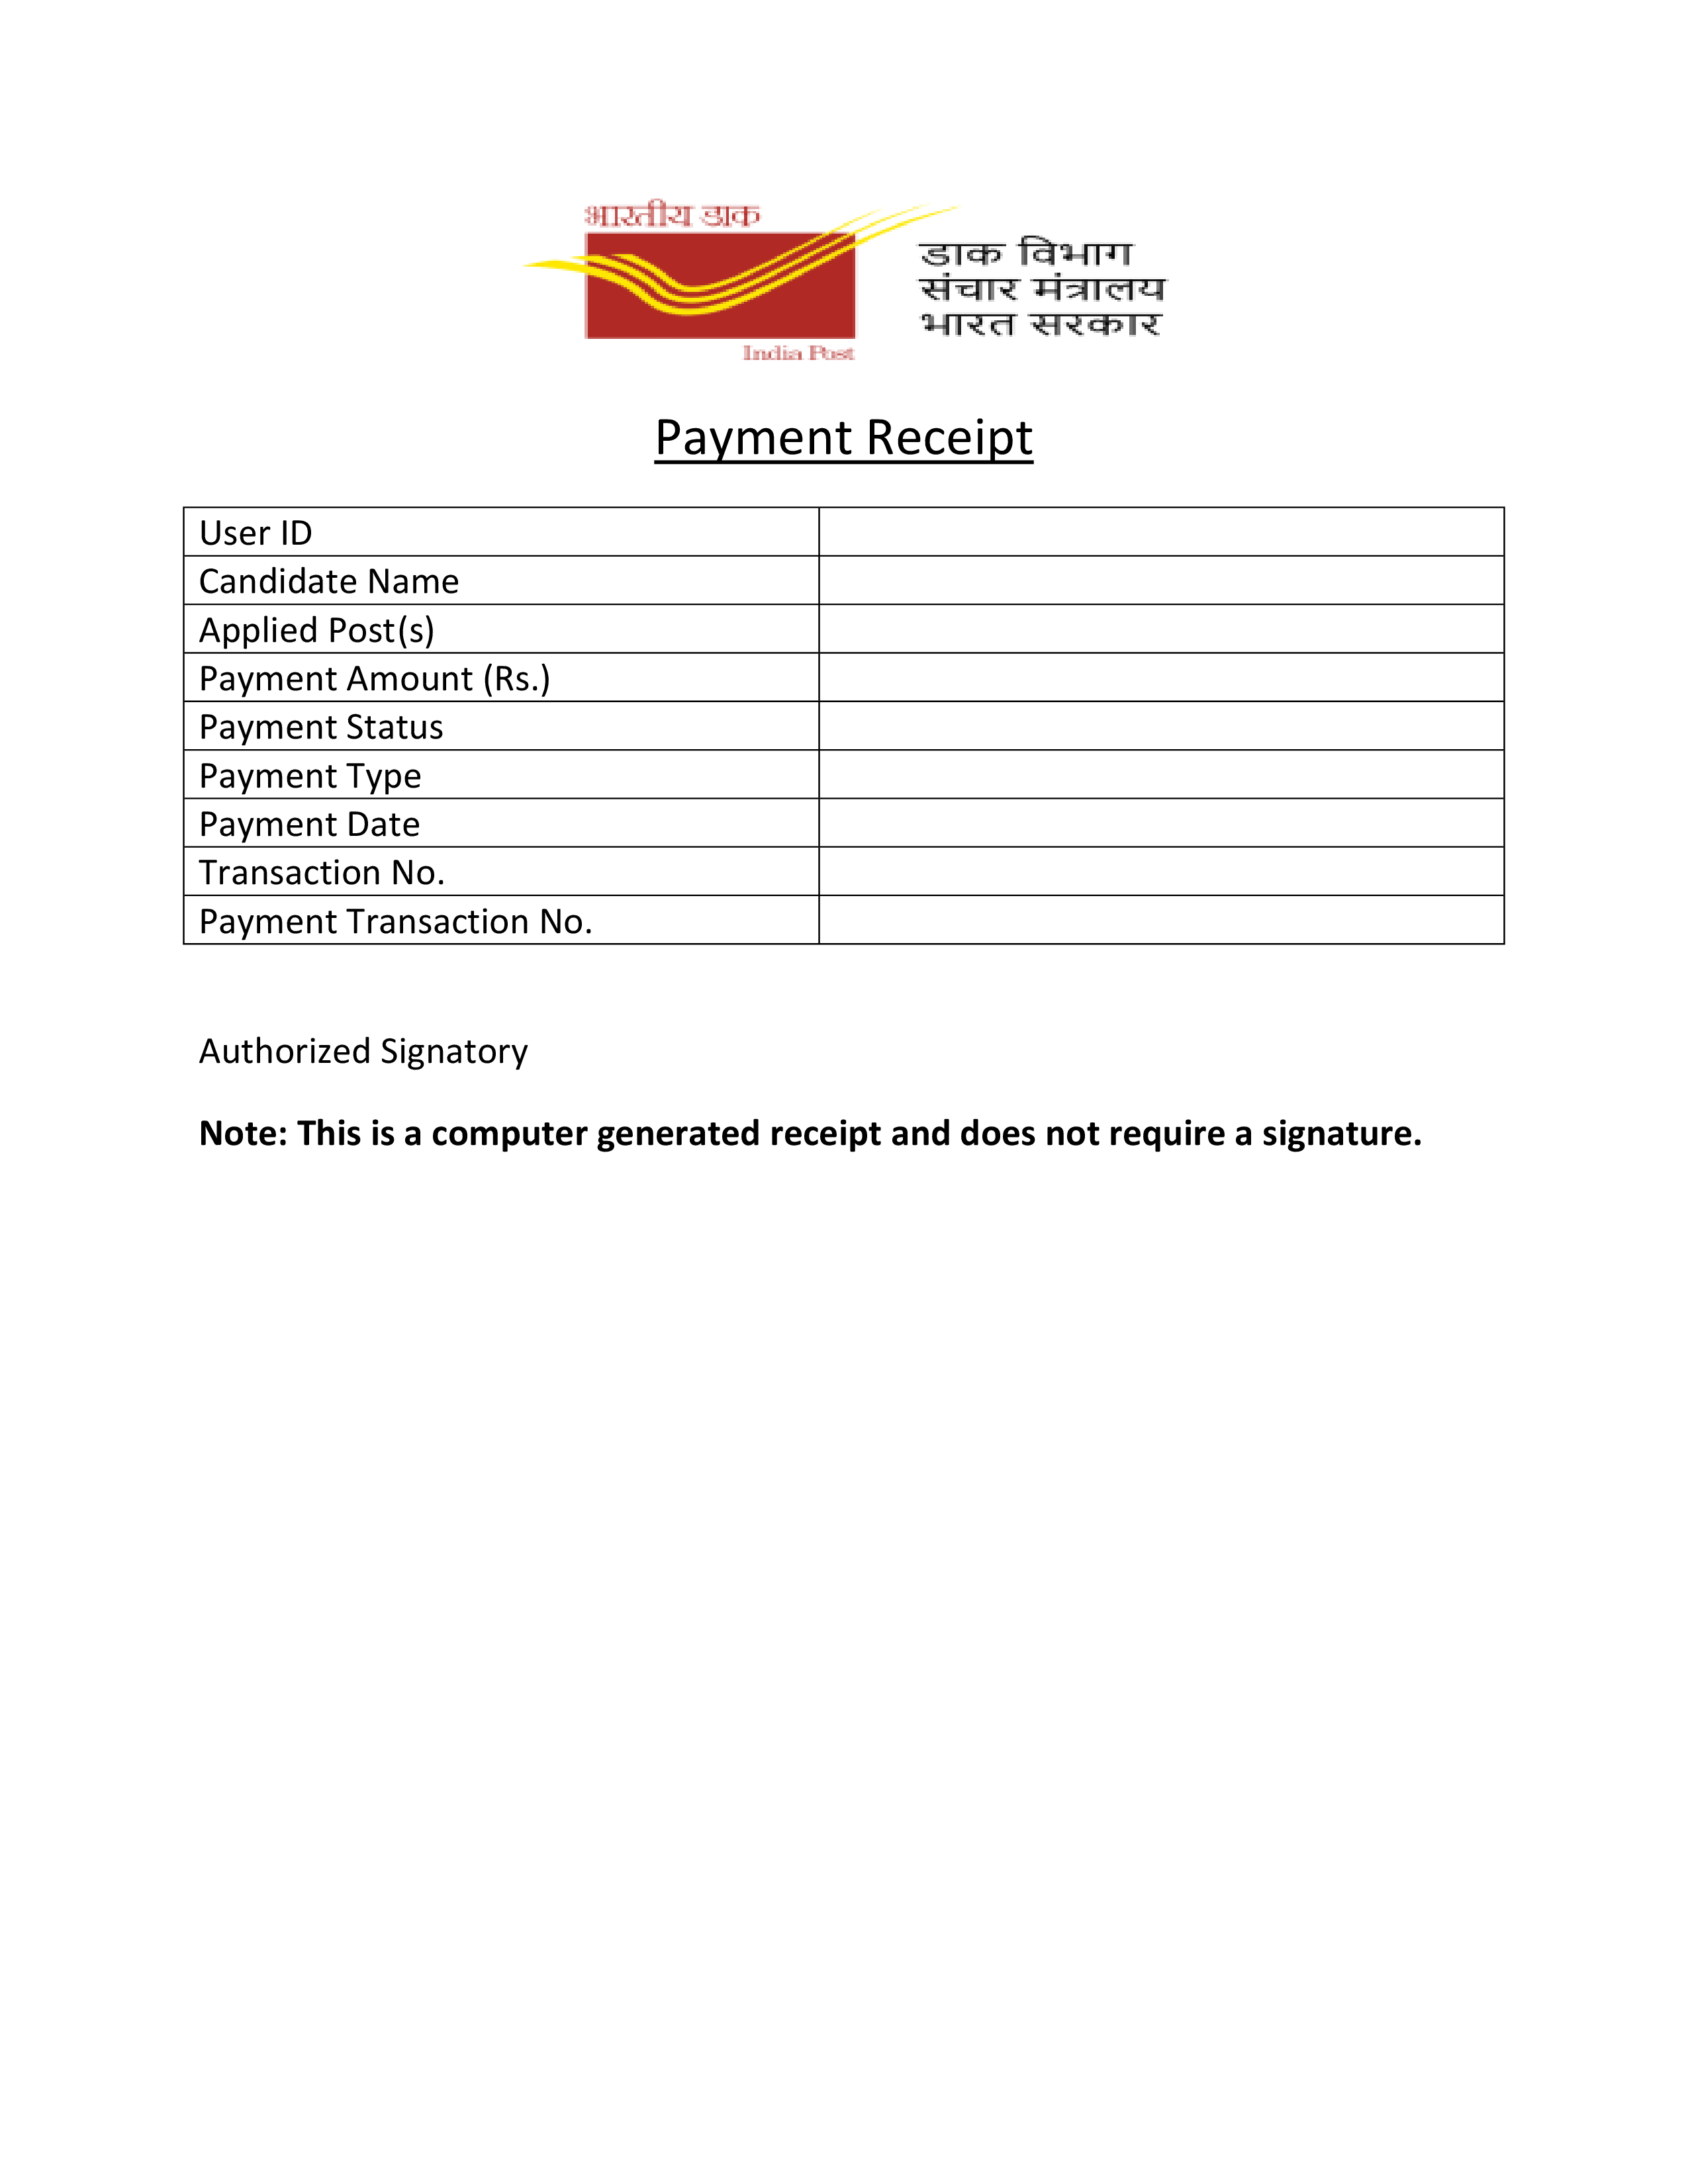 भारतीय डाक
India Post
डाक विभाग
संचार मंत्रालय
भारत सरकार
Payment Receipt
User ID
Candidate Name
Applied Post(s)
Payment Amount (Rs.)
Payment Status
Payment Type
Payment Date
Transaction No.
Payment Transaction No.
Authorized Signatory
Note: This is a computer generated receipt and does not require a signature.